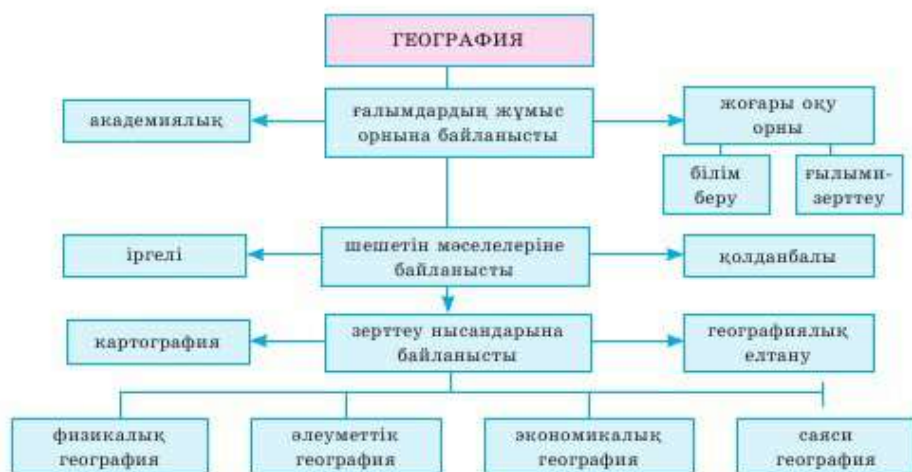 ГЕОГРАФИЯ
академиялық
ғалымдардың жұмыс
орнына байланысты
жоғары оқу
орны
білім
беру
ғылыми-
зерттеу
іргелі
шешетін мәселелеріне
байланысты
қолданбалы
картография
зерттеу нысандарына
байланысты
географиялық
елтану
физикалық
география
әлеуметтік
география
экономикалық
география
саяси
география